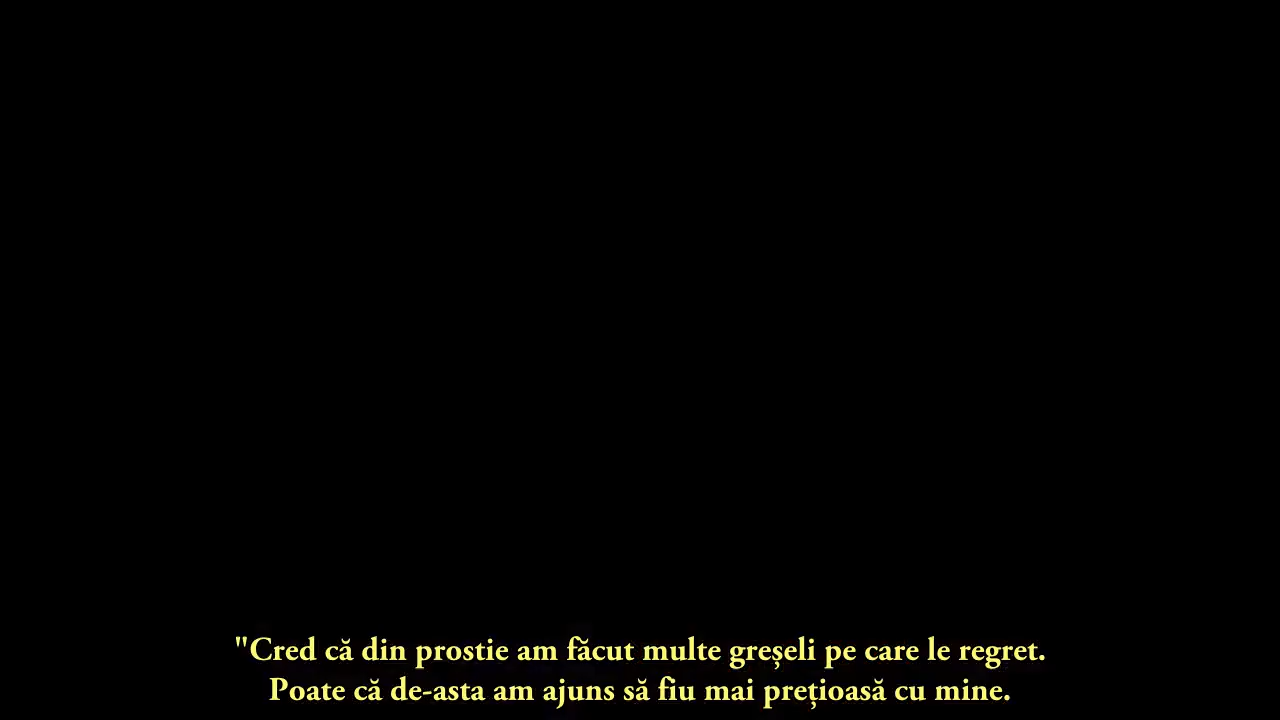 "Cred că din prostie am făcut multe greșeli pe care le regret.
Poate că de-asta am ajuns să fiu mai prețioasă cu mine.